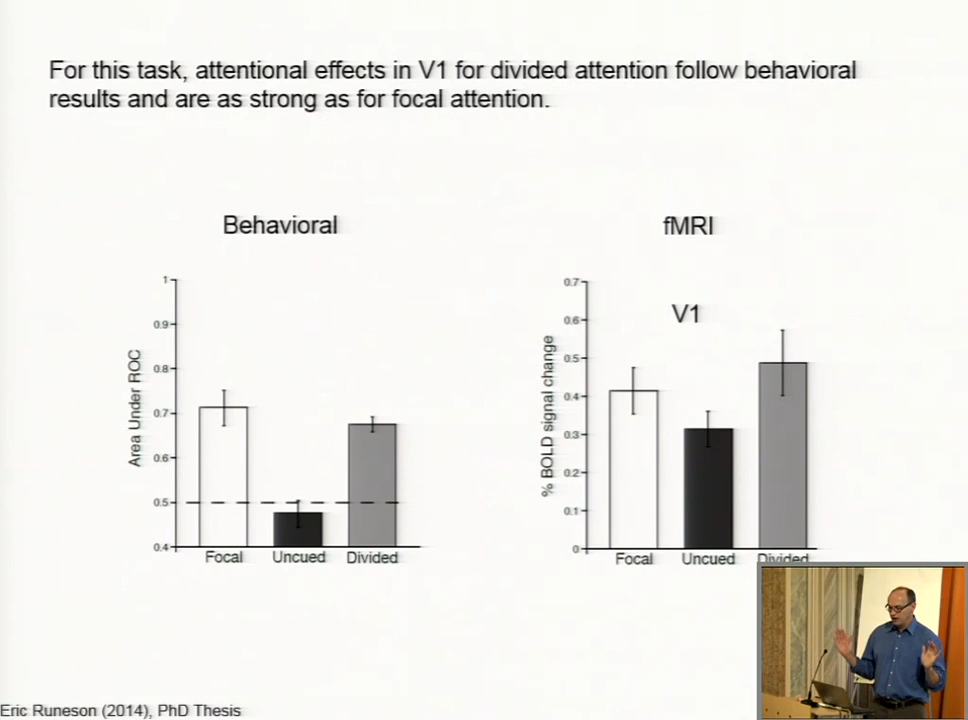 For this task, attentional effects in V1 for divided attention follow behavioral
results and are as strong as for focal attention.
Behavioral
1
0.9
0.8
0.7
0.6
0.5
0.4
Area Under ROC
Focal Uncued Divided
fMRI
V1
0.7
0.6
0.5
0.4
0.3
0.2
0.1
0
% BOLD signal change
Focal Uncued Divided
Eric Runeson (2014), PhD Thesis